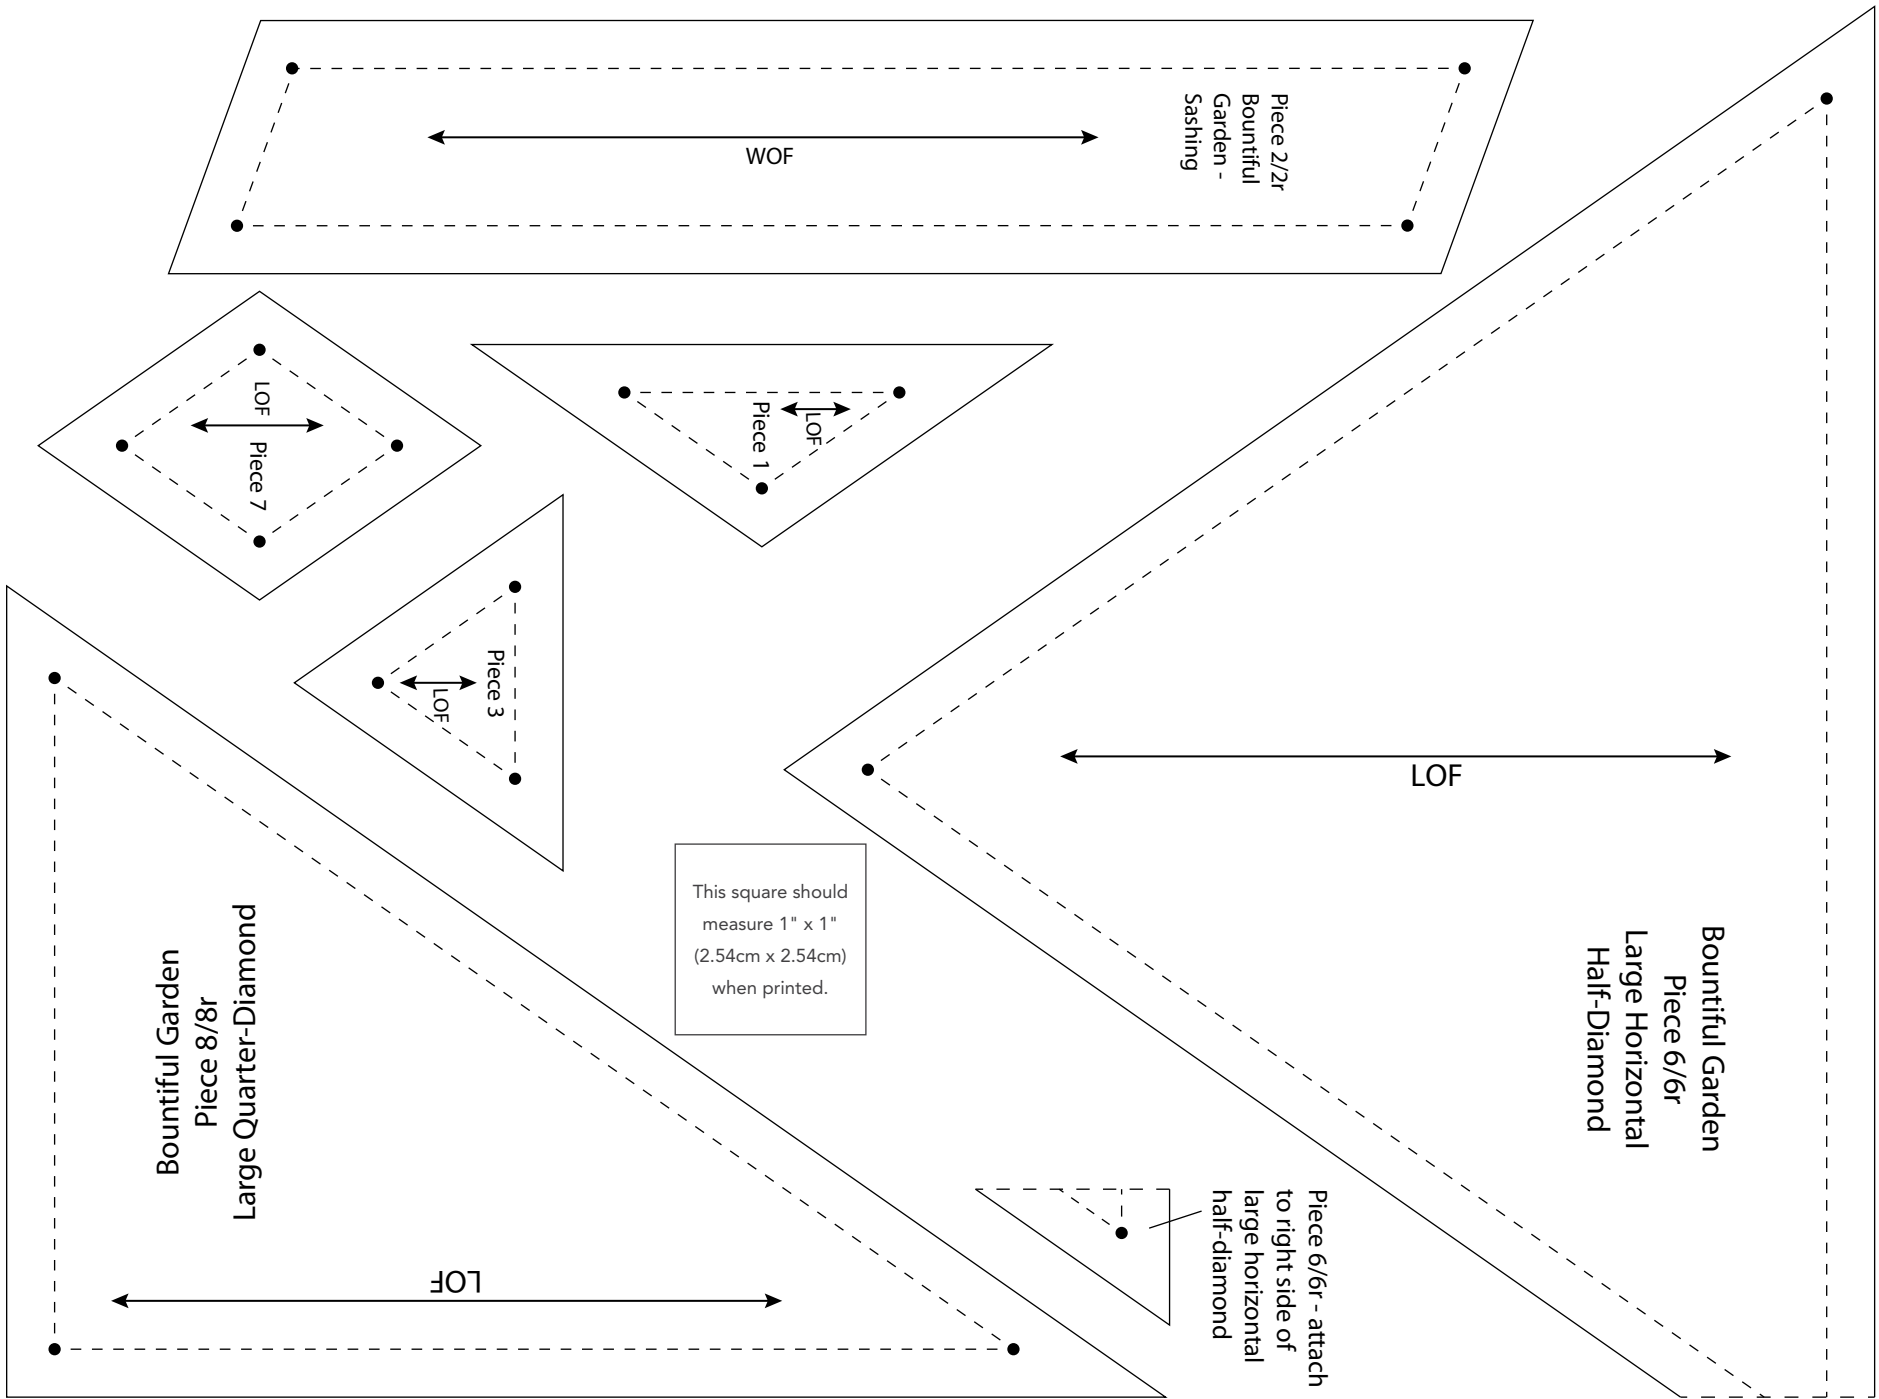 Piece 2/2r
Bountiful
Garden -
Sashing
WOF
LOF
Piece 7
Piece 1
LOF
Piece 3
LOF
LOF
Bountiful Garden
Piece 6/6r
Large Horizontal
Half-Diamond
This square should
measure 1" x 1"
(2.54cm x 2.54cm)
when printed.
Bountiful Garden
Piece 8/8r
Large Quarter-Diamond
LOF
Piece 6/6r - attach
to right side of
large horizontal
half-diamond